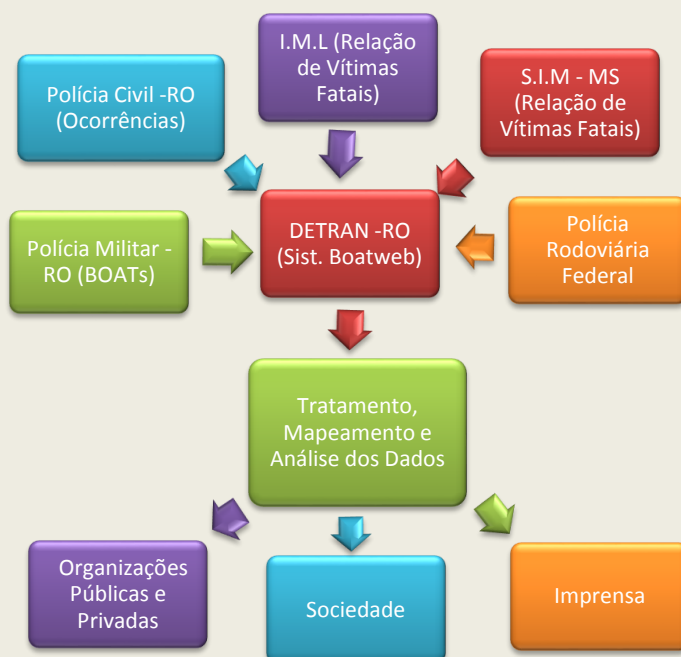 I.M.L (Relação
de Vítimas
Fatais)
Polícia Civil -RO
(Ocorrências)
S.I.M - MS
(Relação de
Vítimas Fatais)
Polícia Militar -
RO (BOATs)
DETRAN -RO
(Sist. Boatweb)
Polícia
Rodoviária
Federal
Tratamento,
Mapeamento e
Análise dos Dados
Organizações
Públicas e
Privadas
Sociedade
Imprensa